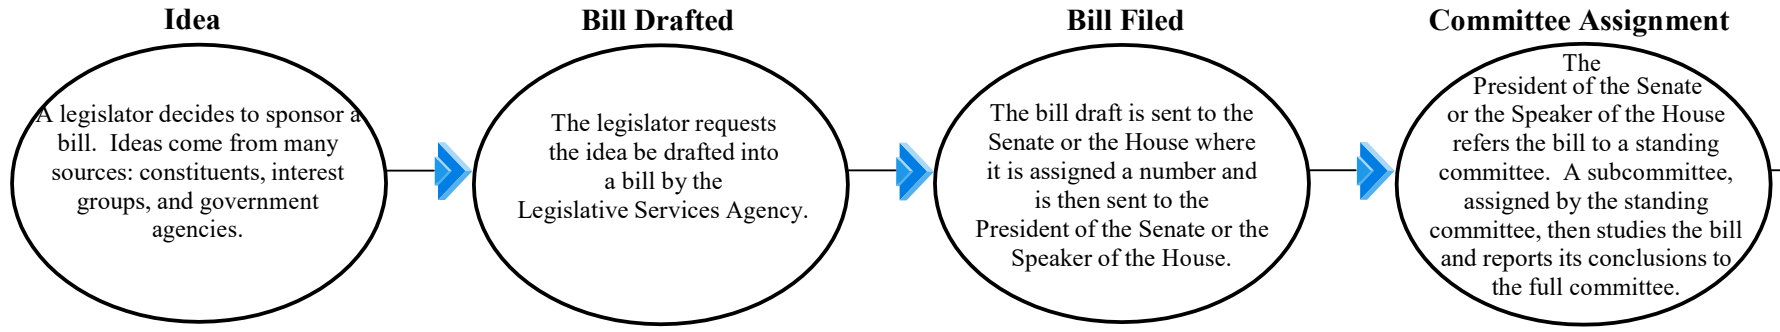 Idea
A legislator decides to sponsor a
bill.  Ideas come from many
sources: constituents, interest
groups, and government
agencies.
Bill Drafted
The legislator requests
the idea be drafted into
a bill by the
Legislative Services Agency.
Bill Filed
The bill draft is sent to the
Senate or the House where
it is assigned a number and
is then sent to the
President of the Senate or the
Speaker of the House.
Committee Assignment
The
President of the Senate
or the Speaker of the House
refers the bill to a standing
committee.  A subcommittee,
assigned by the standing
committee, then studies the bill
and reports its conclusions to
the full committee.